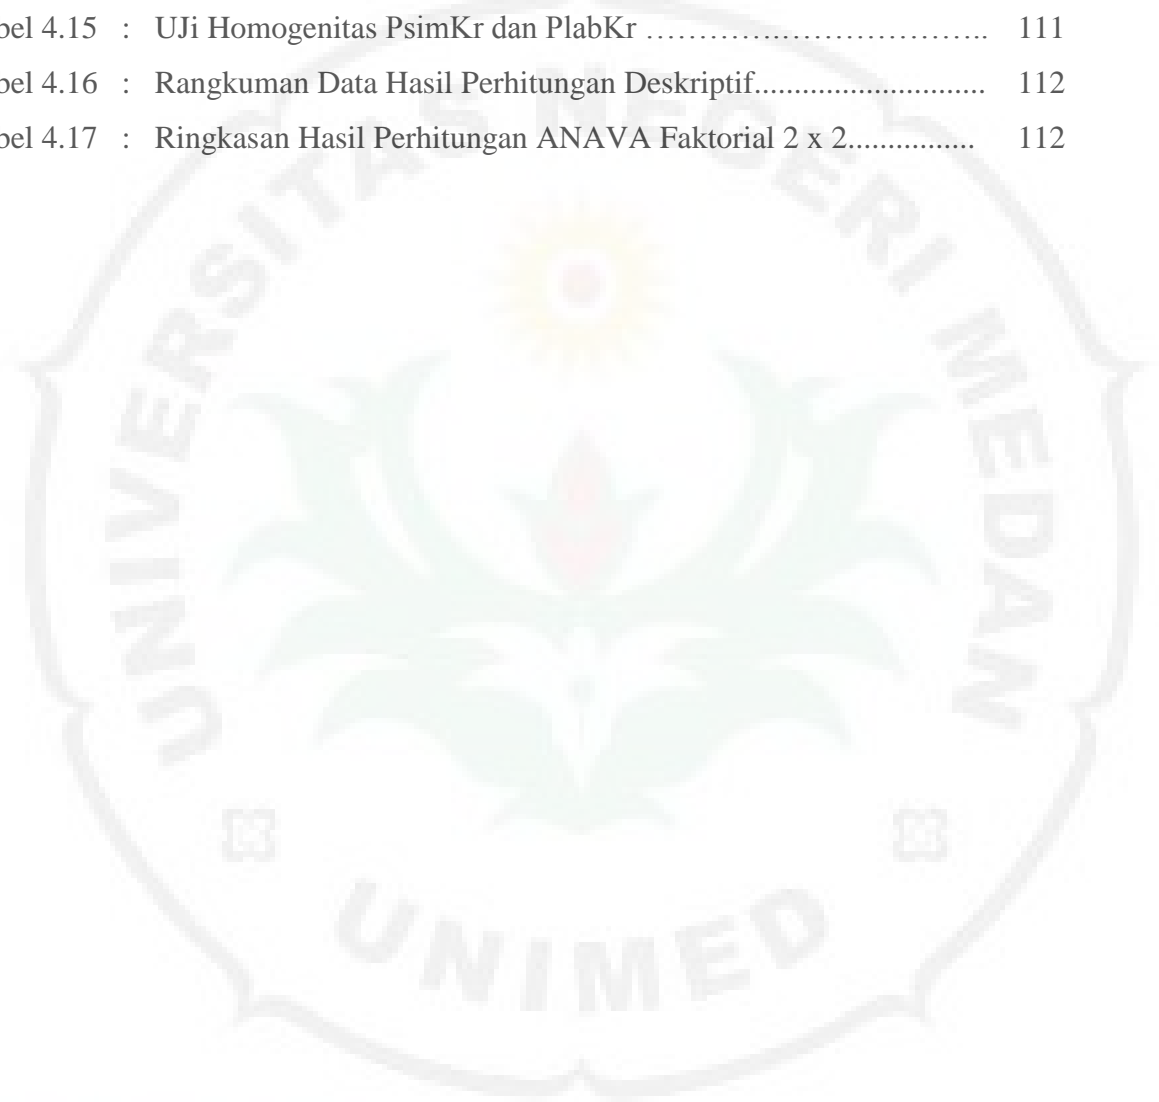 bel 4.15 : UJi Homogenitas PsimKr dan PlabKr ………………………….. 111
bel 4.16 : Rangkuman Data Hasil Perhitungan Deskriptif............................. 112
bel 4.17 : Ringkasan Hasil Perhitungan ANAVA Faktorial 2 x 2................ 112
UNIVERSITAS NEGERI MEDAN
UNIMED